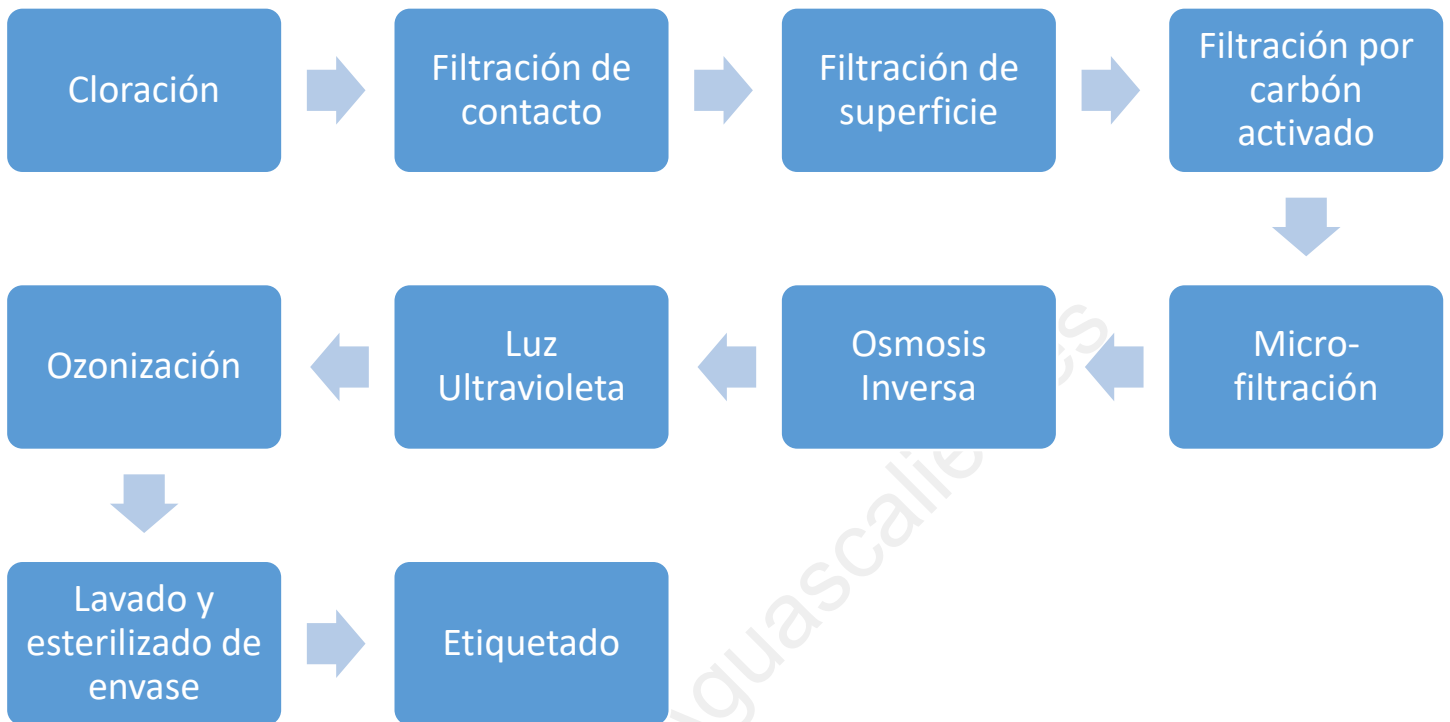 Cloración
Filtración de
contacto
Filtración de
superficie
Filtración por
carbón
activado
Micro-
filtración
Osmosis
Inversa
Luz
Ultravioleta
Ozonización
Lavado y
esterilizado de
envase
Etiquetado